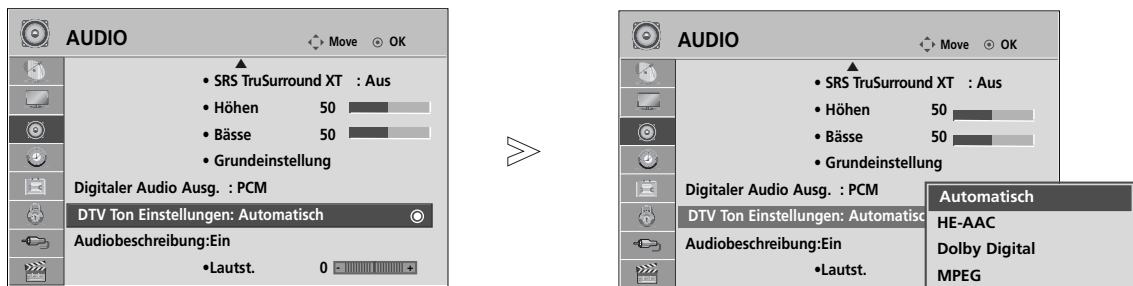 AUDIO Move OK
• SRS TruSurround XT : Aus
• Höhen 50
• Bässe 50
• Grundeinstellung
Digitaler Audio Ausg. : PCM
DTV Ton Einstellungen: Automatisch
Audiobeschreibung:Ein
•Lautst. 0 - +
>
AUDIO Move OK
• SRS TruSurround XT : Aus
• Höhen 50
• Bässe 50
• Grundeinstellung
Digitaler Audio Ausg. : PCM
DTV Ton Einstellungen: Automatisc
Audiobeschreibung:Ein
•Lautst.
Automatisch
HE-AAC
Dolby Digital
MPEG